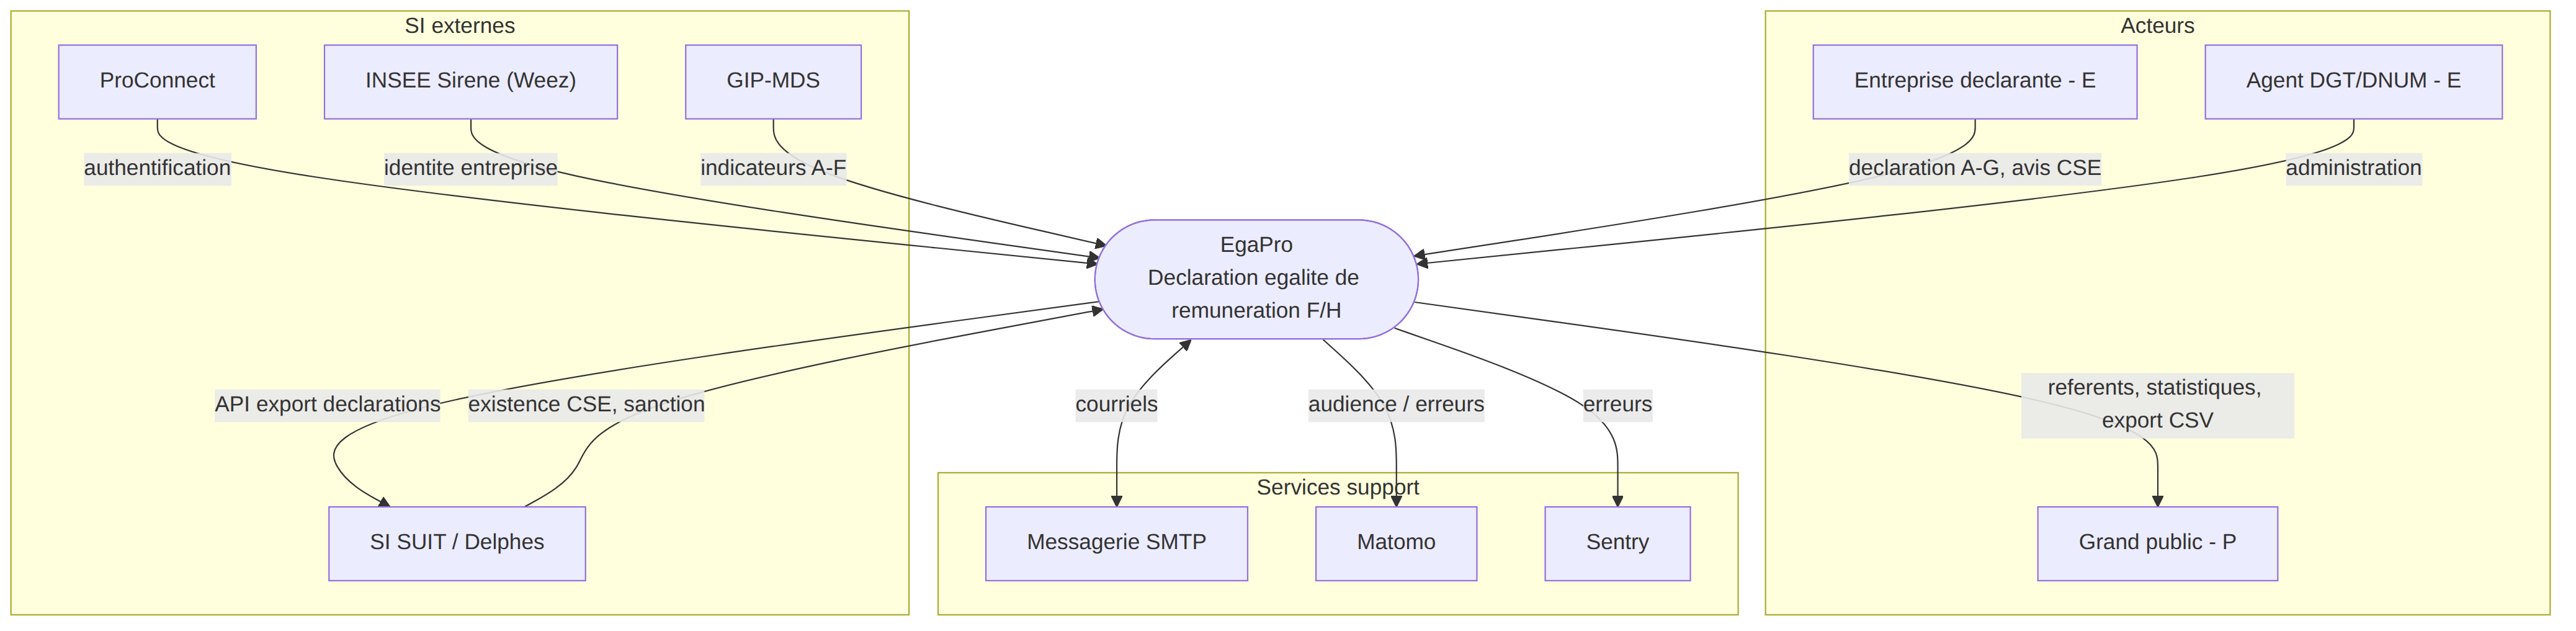 SI externes
Acteurs
ProConnect
INSEE Sirene (Weez)
GIP-MDS
Entreprise declarante - E
Agent DGT/DNUM - E
authentification
identite entreprise
indicateurs A-F
declaration A-G, avis CSE
administration
EgaPro
Declaration egalite de
remuneration F/H
API export declarations
existence CSE, sanction
courriels
audience / erreurs
erreurs
referents, statistiques,
export CSV
Services support
SI SUIT / Delphes
Messagerie SMTP
Matomo
Sentry
Grand public - P